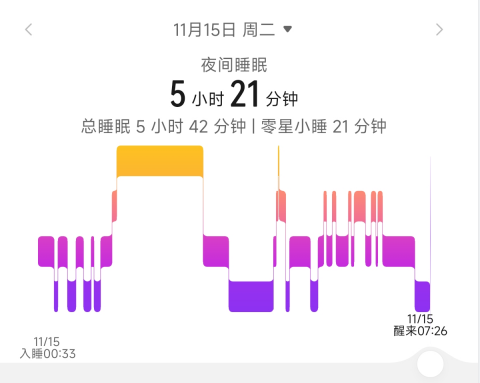 11月15日 周二
夜间睡眠
5 小时 21 分钟
总睡眠 5 小时 42 分钟 | 零星小睡 21 分钟
11/15
醒来07:26
11/15
入睡00:33